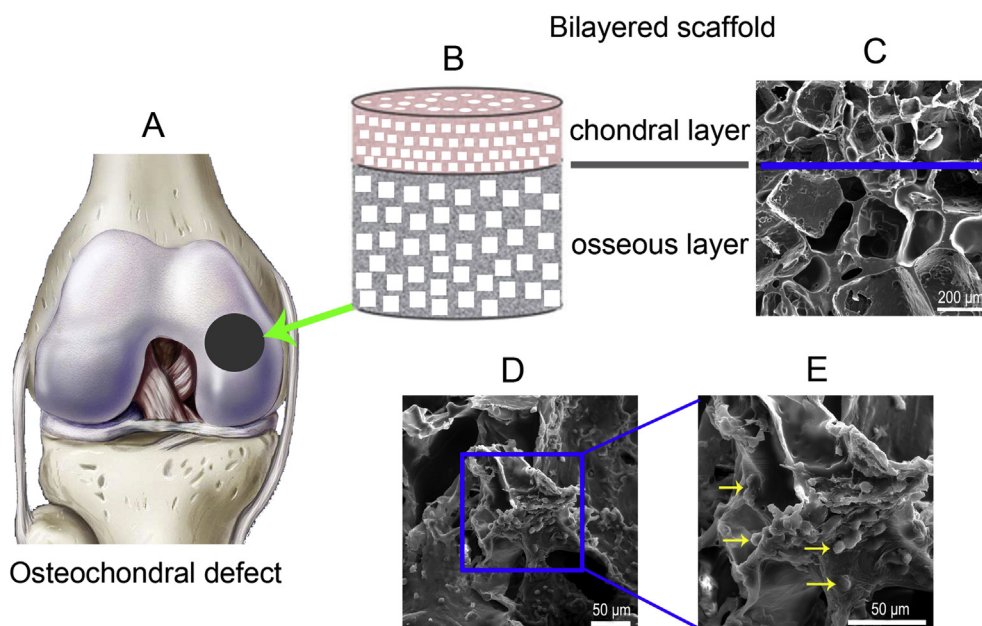 Bilayered scaffold
A
B
C
chondral layer
osseous layer
200 µm
Osteochondral defect
D
E
50 µm
50 µm